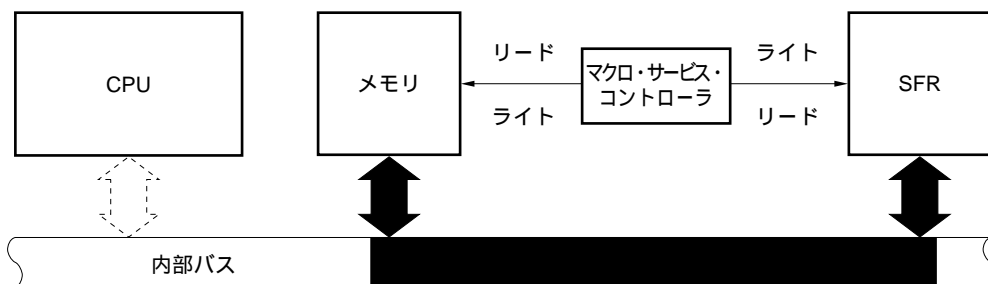 CPU
メモリ
リード
ライト
マクロ・サービス・
コントローラ
ライト
リード
SFR
内部バス